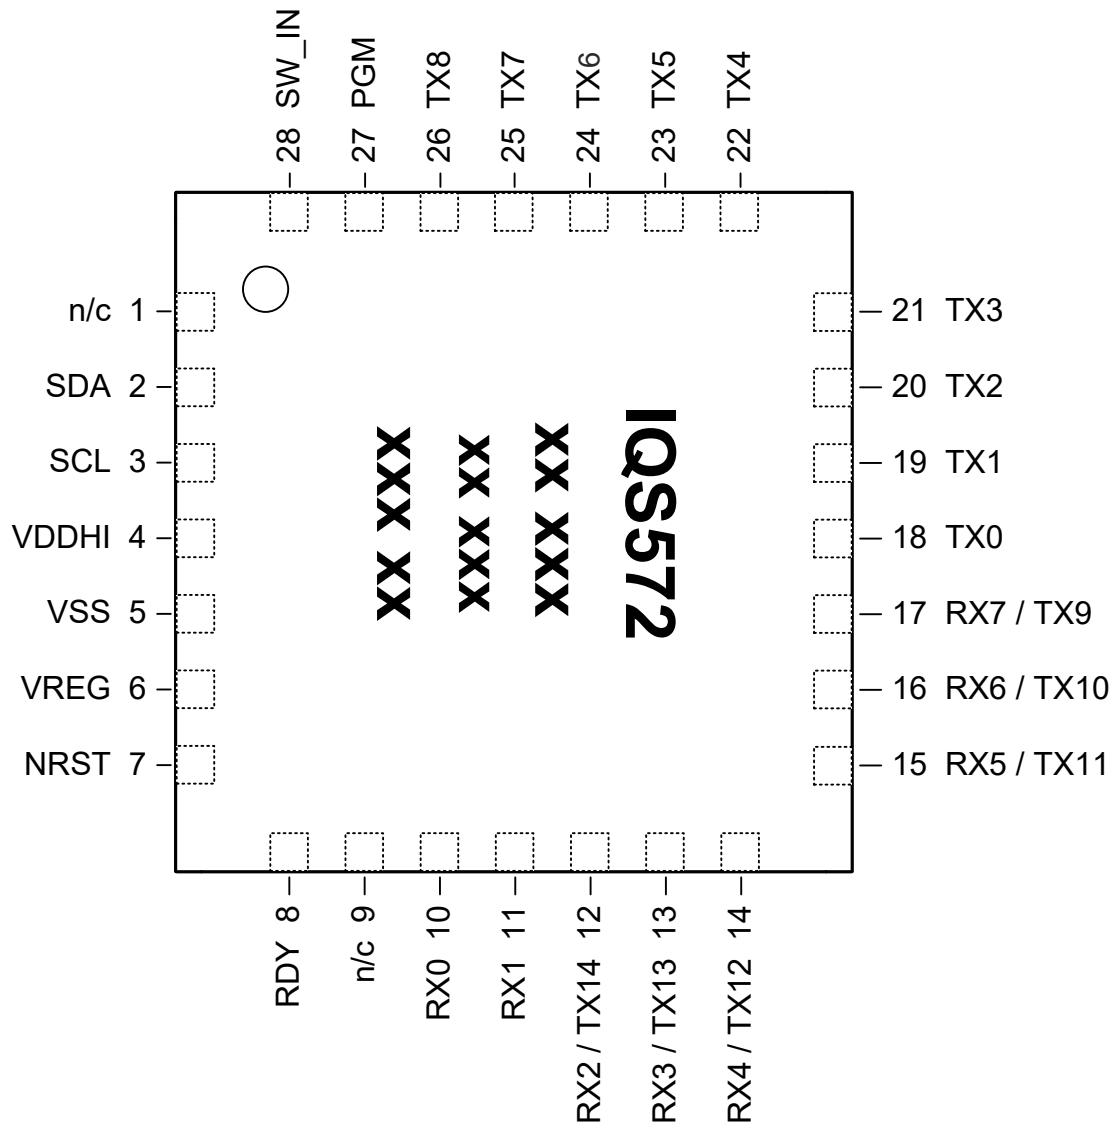 28 SW_IN
27 PGM
26 TX8
25 TX7
24 TX6
23 TX5
22 TX4
n/c 1
SDA 2
SCL 3
VDDHI 4
VSS 5
VREG 6
NRST 7
IQS572
xx xxx xx
xx xxx
xxx xx
21 TX3
20 TX2
19 TX1
18 TX0
17 RX7 / TX9
16 RX6 / TX10
15 RX5 / TX11
RDY 8
n/c 9
RX0 10
RX1 11
RX2 / TX14 12
RX3 / TX13 13
RX4 / TX12 14